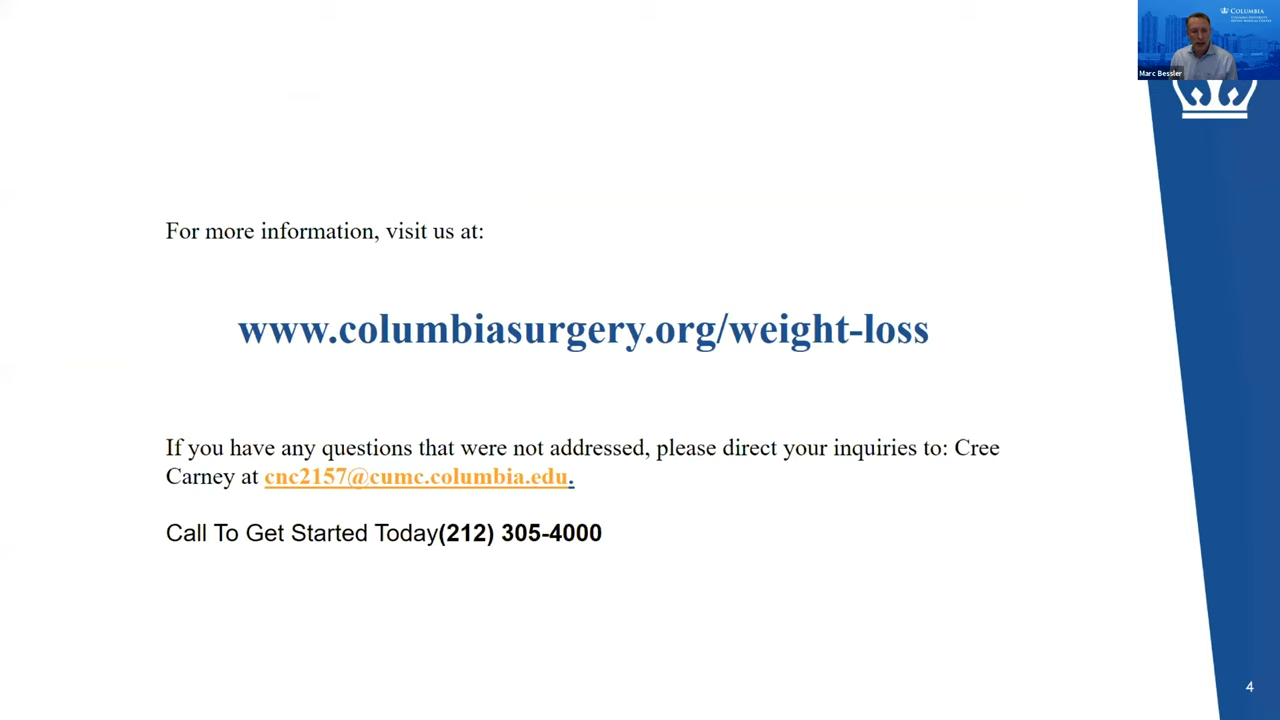 COLUMBIA
Marc Bessler
For more information, visit us at:
www.columbiasurgery.org/weight-loss
If you have any questions that were not addressed, please direct your inquiries to: Cree
Carney at cnc2157@cumc.columbia.edu.
Call To Get Started Today(212) 305-4000
4